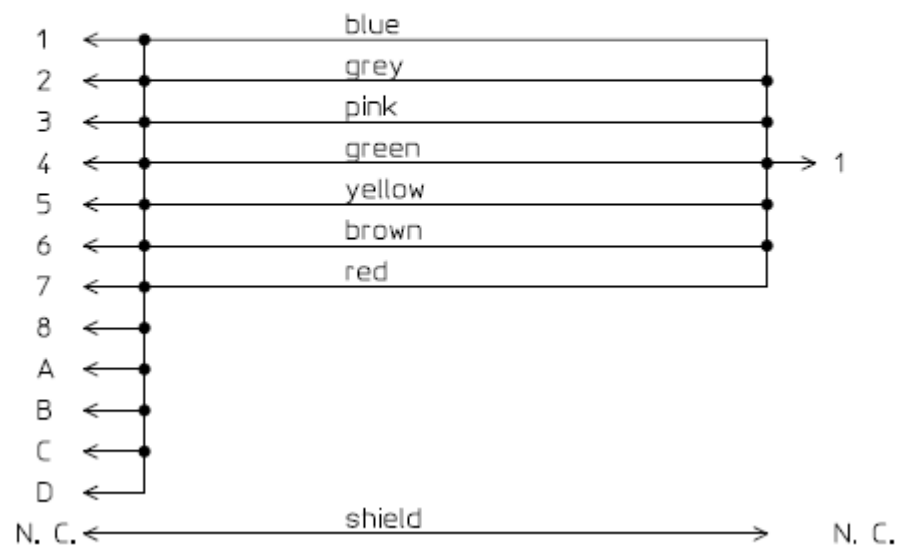 1 blue
2 grey
3 pink
4 green 1
5 yellow
6 brown
7 red
8
A
B
C
D
N. C. shield N. C.